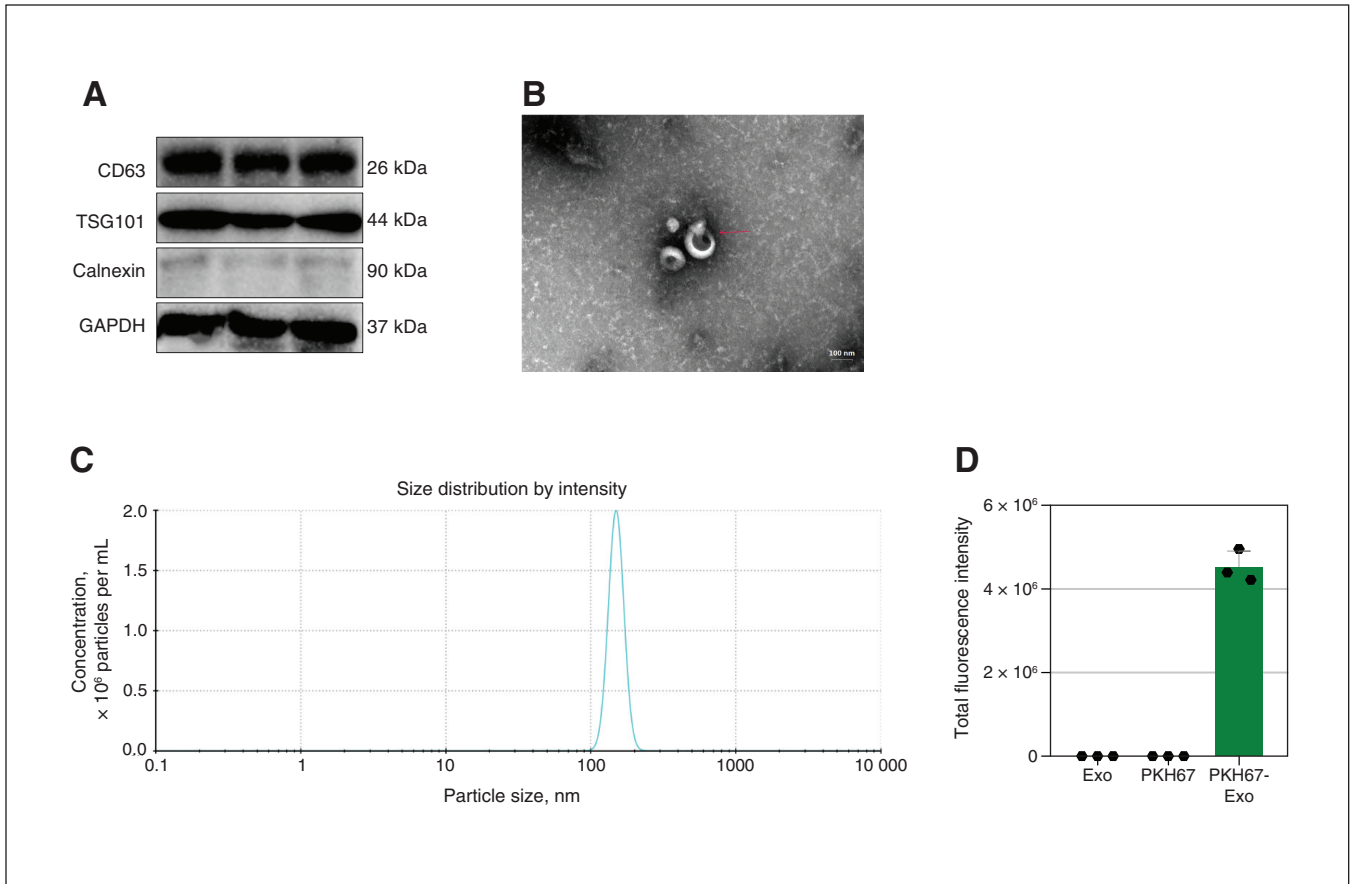 A
CD63
26 kDa
TSG101
44 kDa
Calnexin
90 kDa
GAPDH
37 kDa
B
100 nm
C
Size distribution by intensity
Concentration,
× 10⁶ particles per mL
2.0
1.5
1.0
0.5
0.0
0.1
1
10
100
1000
10 000
Particle size, nm
D
Total fluorescence intensity
6 × 10⁶
4 × 10⁶
2 × 10⁶
0
Exo
PKH67
PKH67-
Exo